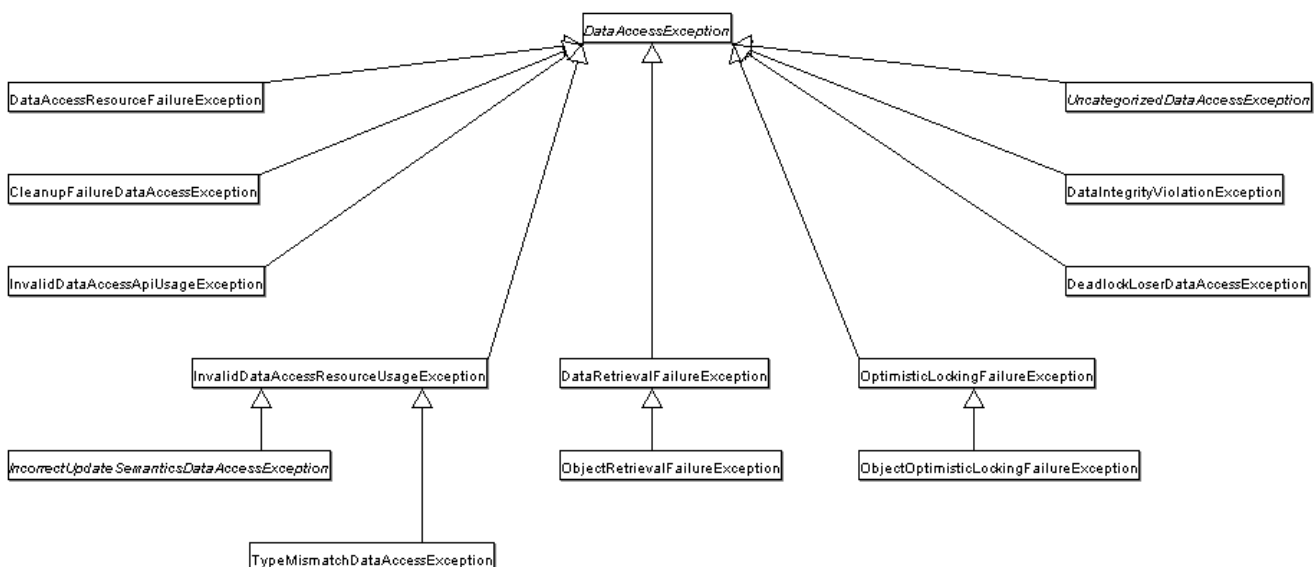 DataAccessException
DataAccessResourceFailureException
UncategorizedDataAccessException
CleanupFailureDataAccessException
DataIntegrityViolationException
InvalidDataAccessApiUsageException
DeadlockLoserDataAccessException
InvalidDataAccessResourceUsageException
DataRetrievalFailureException
OptimisticLockingFailureException
IncorrectUpdateSemanticsDataAccessException
ObjectRetrievalFailureException
ObjectOptimisticLockingFailureException
TypeMismatchDataAccessException